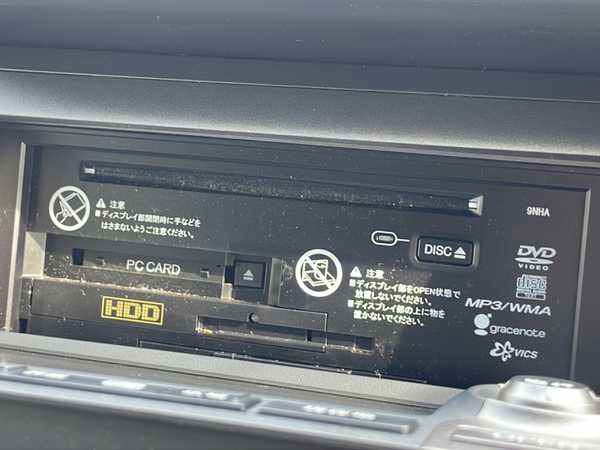 9NHA
⚠ 注意
■ディスプレイ部開閉時に手などを
はさまないようご注意ください。
DISC ⏏
DVD
VIDEO
PC CARD
⚠ 注意
■ディスプレイ部をOPEN状態で
放置しないでください。
■ディスプレイ部の上に物を
置かないでください。
disc
TEXT
HDD
MP3/WMA
gracenote
VICS